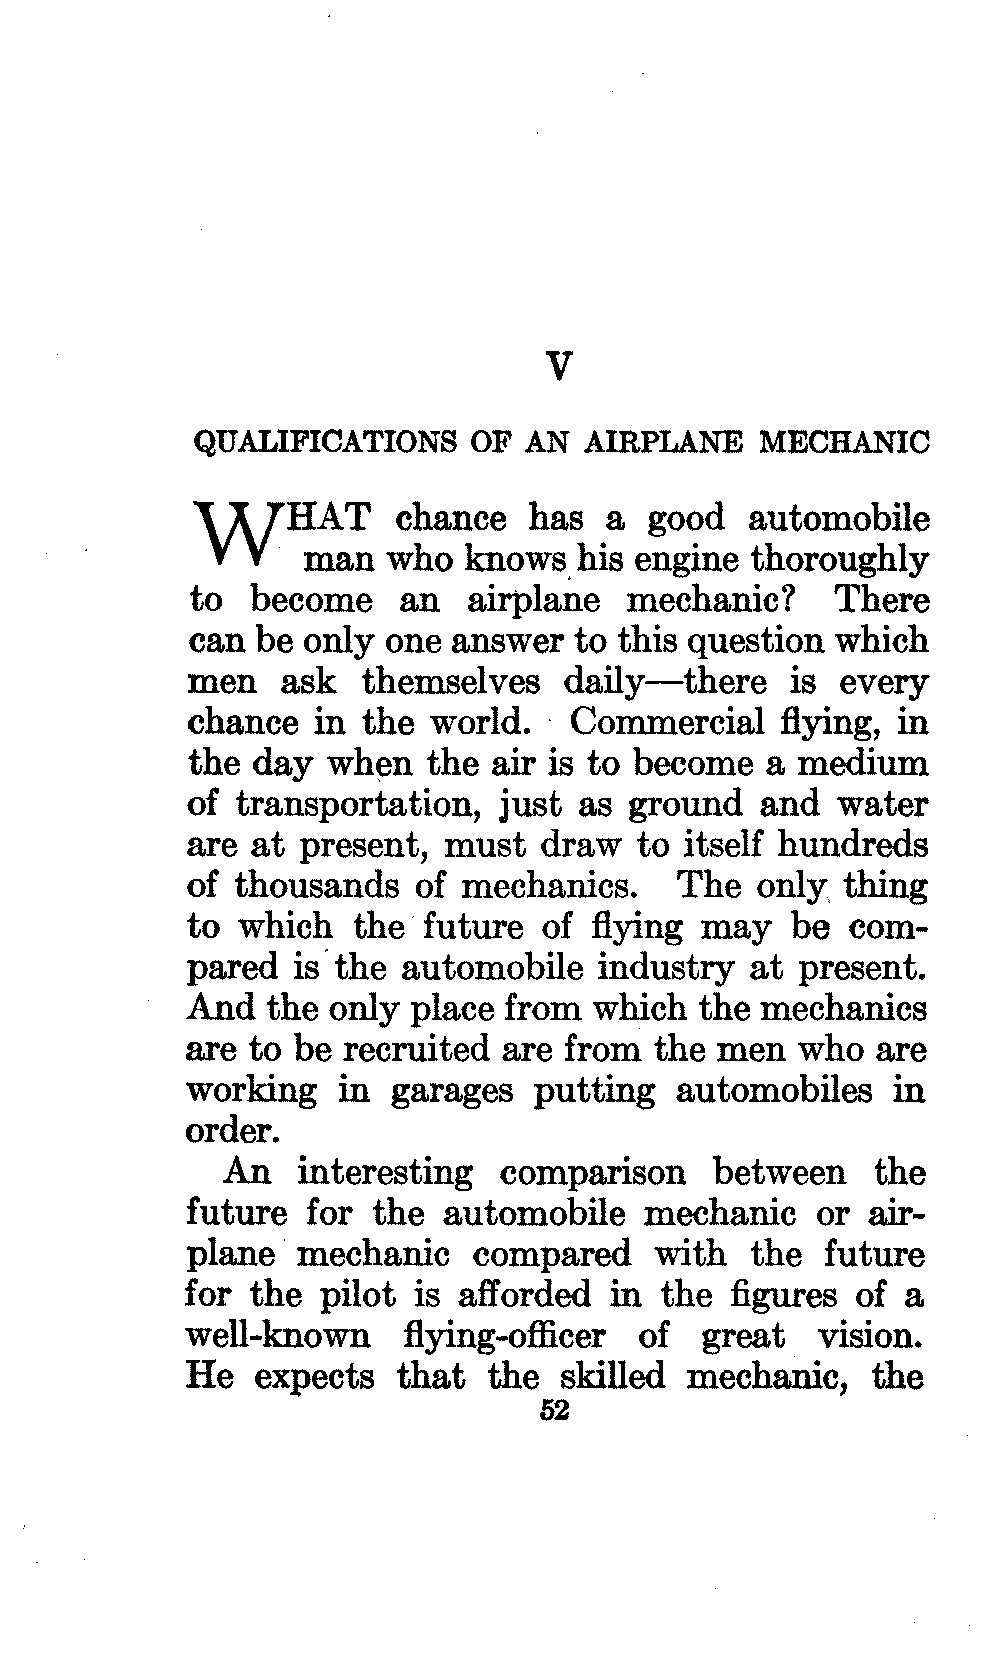 V
QUALIFICATIONS OF AN AIRPLANE MECHANIC
WHAT chance has a good automobile
man who knows his engine thoroughly
to become an airplane mechanic? There
can be only one answer to this question which
men ask themselves daily—there is every
chance in the world. Commercial flying, in
the day when the air is to become a medium
of transportation, just as ground and water
are at present, must draw to itself hundreds
of thousands of mechanics. The only thing
to which the future of flying may be com-
pared is the automobile industry at present.
And the only place from which the mechanics
are to be recruited are from the men who are
working in garages putting automobiles in
order.
An interesting comparison between the
future for the automobile mechanic or air-
plane mechanic compared with the future
for the pilot is afforded in the figures of a
well-known flying-officer of great vision.
He expects that the skilled mechanic, the
52